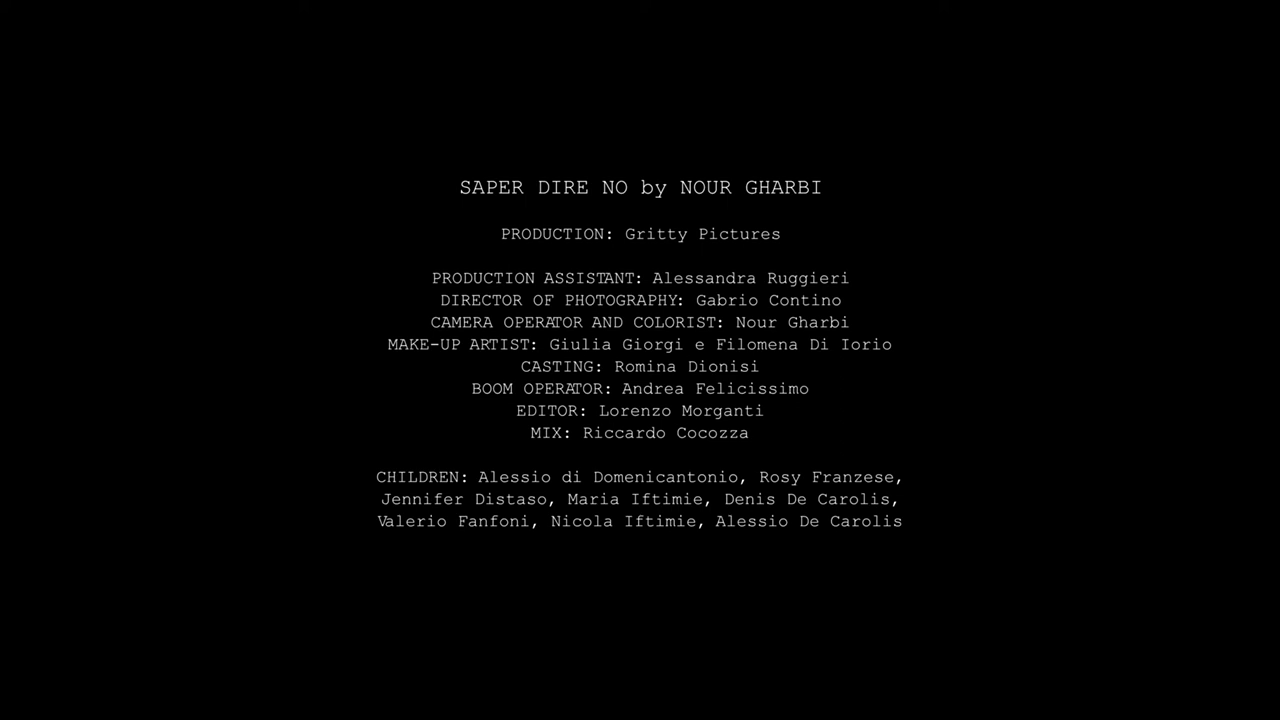 SAPER DIRE NO by NOUR GHARBI
PRODUCTION: Gritty Pictures
PRODUCTION ASSISTANT: Alessandra Ruggieri
DIRECTOR OF PHOTOGRAPHY: Gabrio Contino
CAMERA OPERATOR AND COLORIST: Nour Gharbi
MAKE-UP ARTIST: Giulia Giorgi e Filomena Di Iorio
CASTING: Romina Dionisi
BOOM OPERATOR: Andrea Felicissimo
EDITOR: Lorenzo Morganti
MIX: Riccardo Cocozza
CHILDREN: Alessio di Domenicantonio, Rosy Franzese,
Jennifer Distaso, Maria Iftimie, Denis De Carolis,
Valerio Fanfoni, Nicola Iftimie, Alessio De Carolis